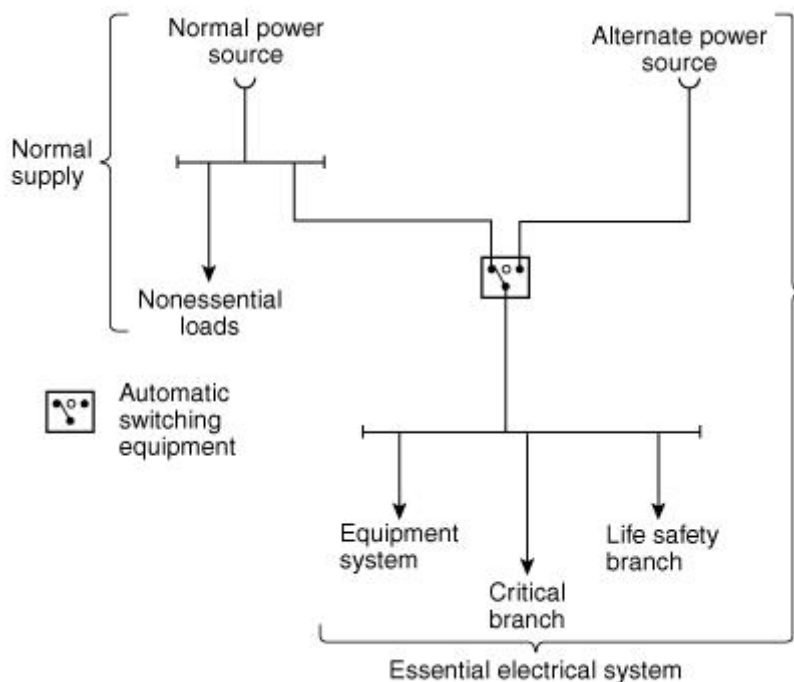 Normal power
source
Alternate power
source
Normal
supply
Nonessential
loads
Automatic
switching
equipment
Equipment
system
Critical
branch
Life safety
branch
Essential electrical system